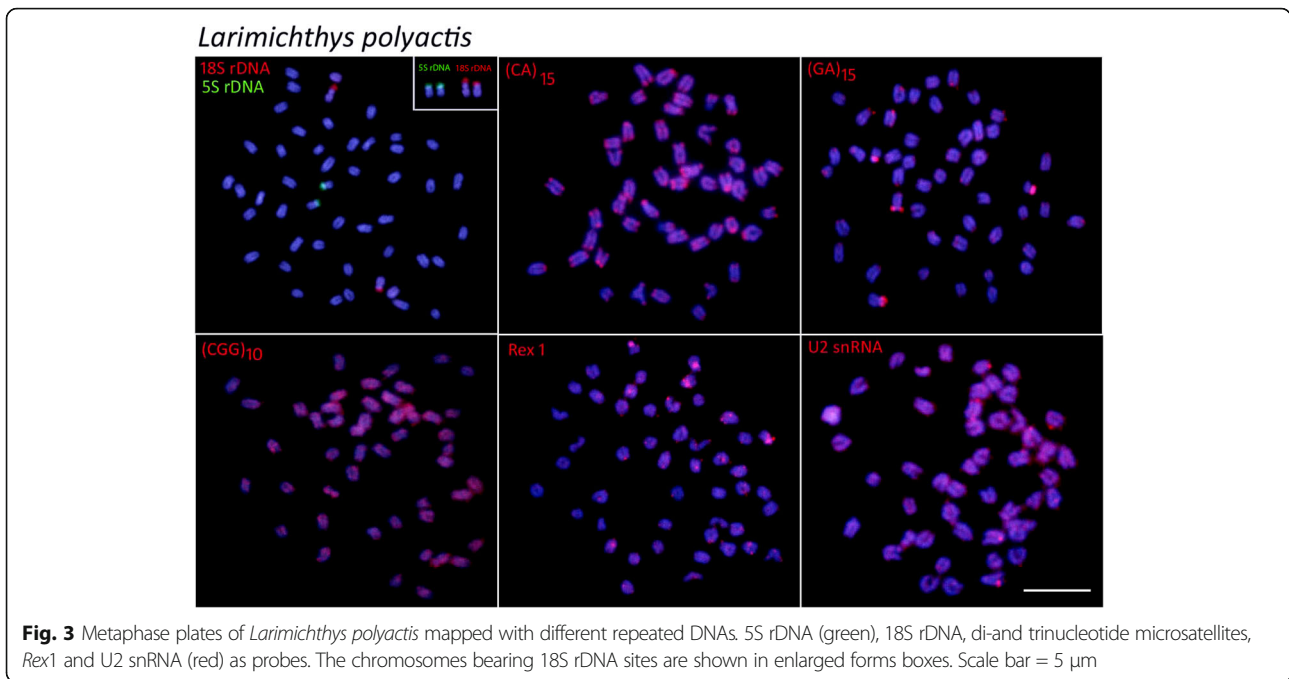 Larimichthys polyactis
18S rDNA
5S rDNA
5S rDNA 18S rDNA
(CA)15
(GA)15
(CGG)10
Rex 1
U2 snRNA
Fig. 3 Metaphase plates of Larimichthys polyactis mapped with different repeated DNAs. 5S rDNA (green), 18S rDNA, di-and trinucleotide microsatellites,
Rex1 and U2 snRNA (red) as probes. The chromosomes bearing 18S rDNA sites are shown in enlarged forms boxes. Scale bar = 5 μm